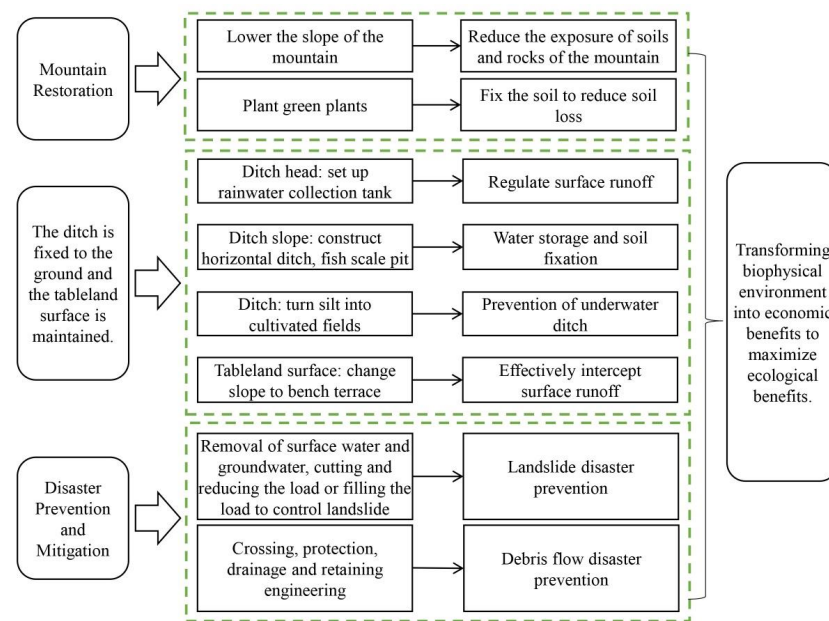 Mountain
Restoration
Lower the slope of the
mountain
Reduce the exposure of soils
and rocks of the mountain
Plant green plants
Fix the soil to reduce soil
loss
The ditch is
fixed to the
ground and
the tableland
surface is
maintained.
Ditch head: set up
rainwater collection tank
Regulate surface runoff
Ditch slope: construct
horizontal ditch, fish scale pit
Water storage and soil
fixation
Ditch: turn silt into
cultivated fields
Prevention of underwater
ditch
Tableland surface: change
slope to bench terrace
Effectively intercept
surface runoff
Disaster
Prevention
and
Mitigation
Removal of surface water and
groundwater, cutting and
reducing the load or filling the
load to control landslide
Landslide disaster
prevention
Crossing, protection,
drainage and retaining
engineering
Debris flow disaster
prevention
Transforming
biophysical
environment
into economic
benefits to
maximize
ecological
benefits.